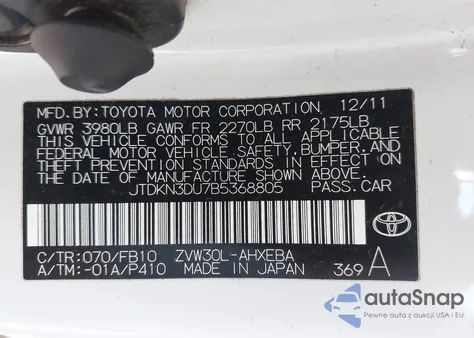 MFD.BY: TOYOTA MOTOR CORPORATION 12/11
GVWR 3980LB GAWR FR 2270LB RR 2175LB
THIS VEHICLE CONFORMS TO ALL APPLICABLE
FEDERAL MOTOR VEHICLE SAFETY, BUMPER, AND
THEFT PREVENTION STANDARDS IN EFFECT ON
THE DATE OF MANUFACTURE SHOWN ABOVE.
JTDKN3DU7B5368805 PASS.CAR
C/TR:070/FB10 ZVW30L-AHXEBA
A/TM:-01A/P410 MADE IN JAPAN 369 A
autoSnap
Pewne auta z USA i EU